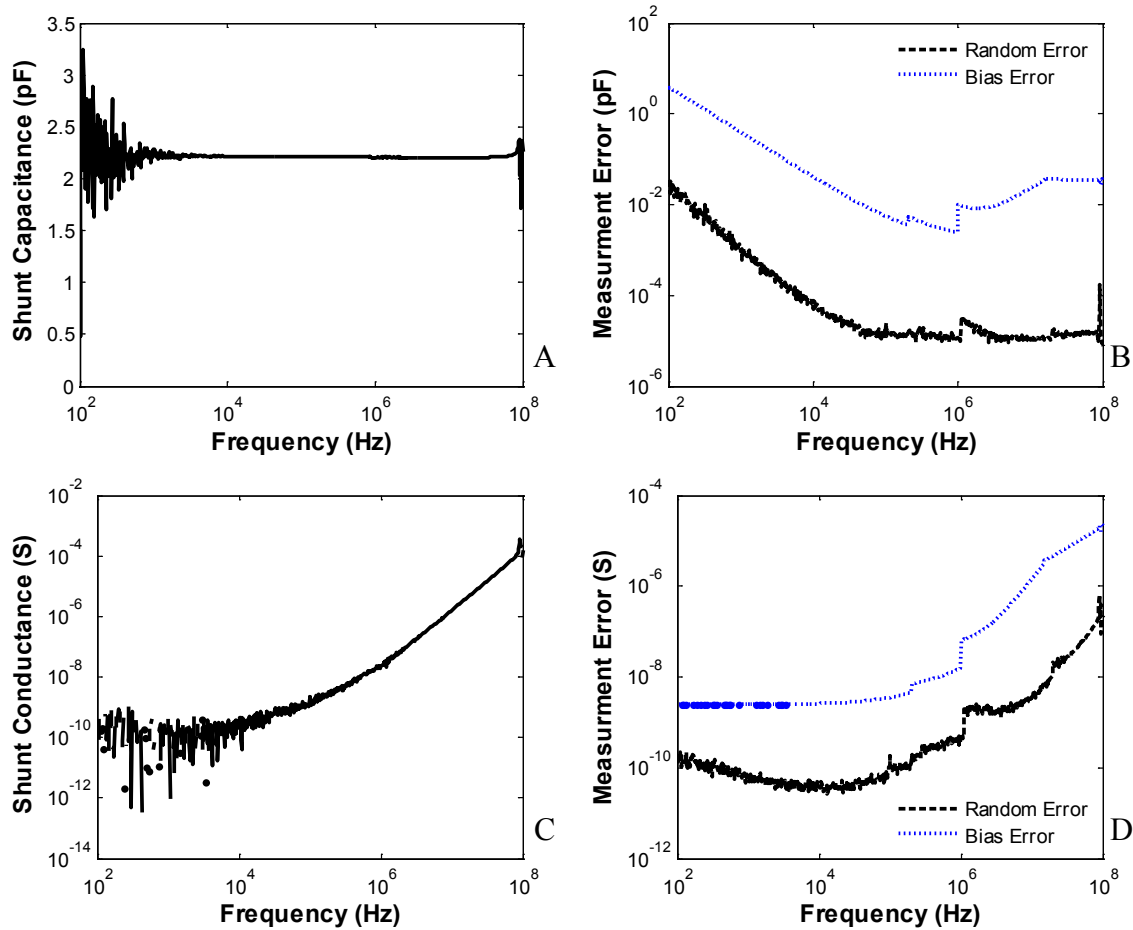 3.5
3
2.5
2
1.5
1
0.5
0
Shunt Capacitance (pF)
10^2 10^4 10^6 10^8
Frequency (Hz)
A
10^2
10^0
10^-2
10^-4
10^-6
Measurment Error (pF)
Random Error
Bias Error
10^2 10^4 10^6 10^8
Frequency (Hz)
B
10^-2
10^-4
10^-6
10^-8
10^-10
10^-12
10^-14
Shunt Conductance (S)
10^2 10^4 10^6 10^8
Frequency (Hz)
C
10^-4
10^-6
10^-8
10^-10
10^-12
Measurment Error (S)
Random Error
Bias Error
10^2 10^4 10^6 10^8
Frequency (Hz)
D